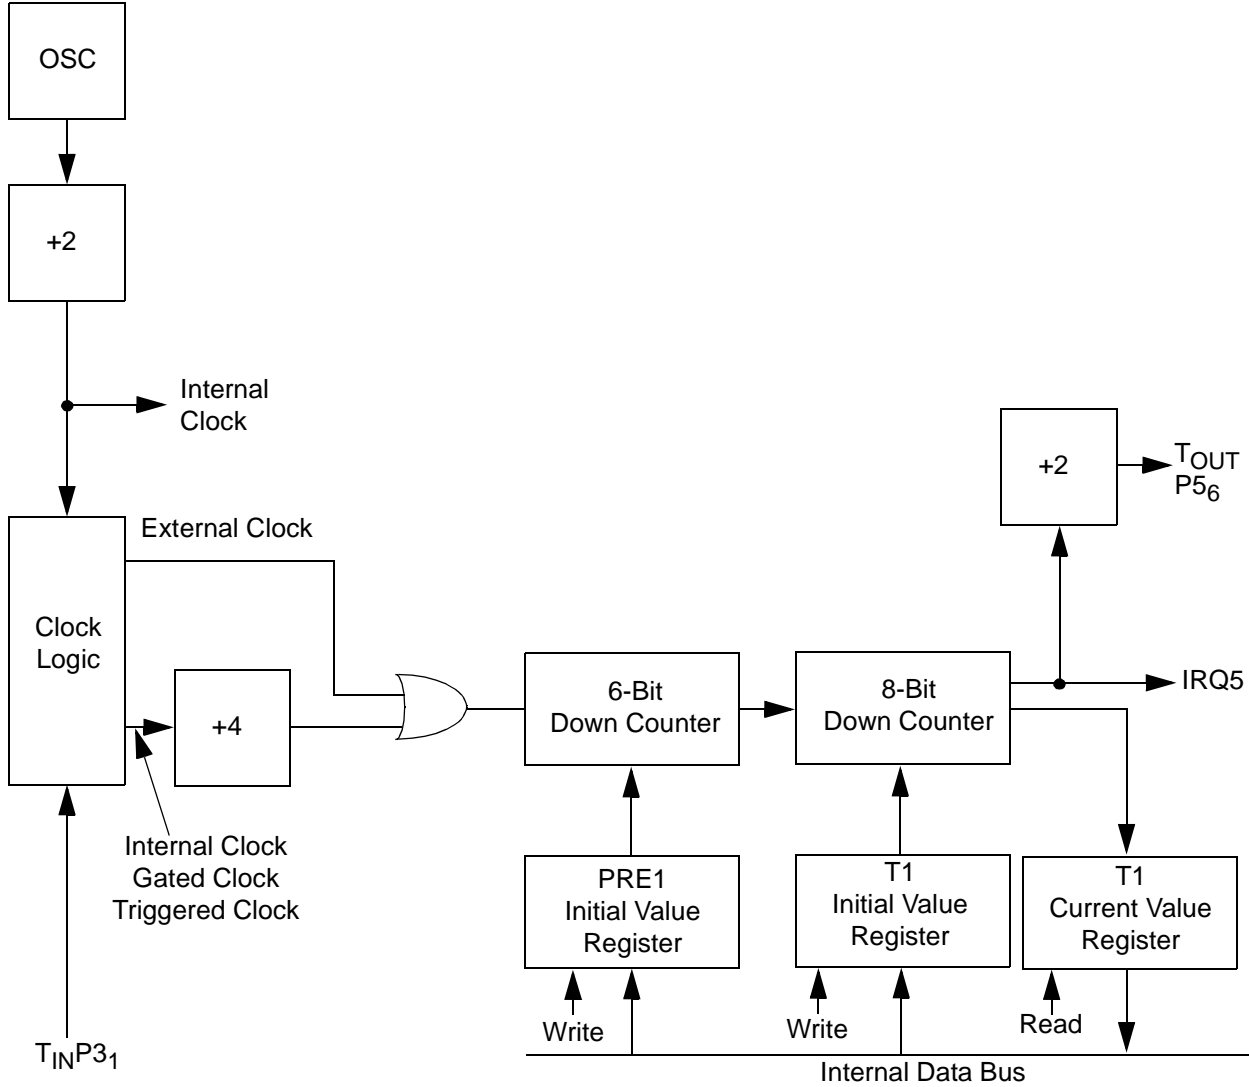 OSC
+2
Internal
Clock
+2
TOUT
P56
External Clock
Clock
Logic
+4
6-Bit
Down Counter
8-Bit
Down Counter
IRQ5
Internal Clock
Gated Clock
Triggered Clock
PRE1
Initial Value
Register
T1
Initial Value
Register
T1
Current Value
Register
Write
Write
Read
TINP31
Internal Data Bus